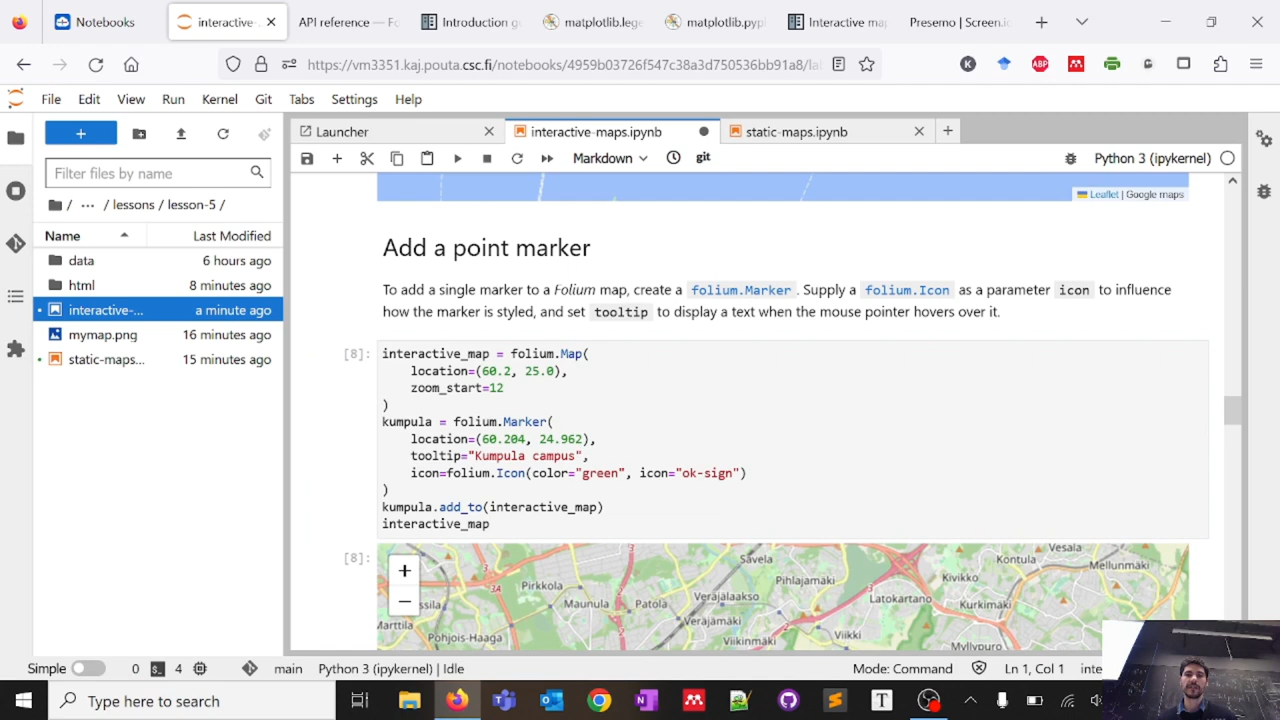 Notebooks
interactive-
API reference — Fo
Introduction g
matplotlib.lege
matplotlib.pypl
Interactive map
Presemo | Screen.io
https://vm3351.kaj.pouta.csc.fi/notebooks/4959b03726f547c38a3d750536bb91a8/la
ABP
K
File Edit View Run Kernel Git Tabs Settings Help
Launcher
interactive-maps.ipynb
static-maps.ipynb
Markdown
git
Python 3 (ipykernel)
Filter files by name
/ ··· / lessons / lesson-5 /
Name Last Modified
data 6 hours ago
html 8 minutes ago
interactive-... a minute ago
mymap.png 16 minutes ago
static-maps... 15 minutes ago
Leaflet | Google maps
Add a point marker
To add a single marker to a Folium map, create a folium.Marker. Supply a folium.Icon as a parameter icon to influence
how the marker is styled, and set tooltip to display a text when the mouse pointer hovers over it.
[8]:
interactive_map = folium.Map(
location=(60.2, 25.0),
zoom_start=12
)
kumpula = folium.Marker(
location=(60.204, 24.962),
tooltip="Kumpula campus",
icon=folium.Icon(color="green", icon="ok-sign")
)
kumpula.add_to(interactive_map)
interactive_map
[8]:
+
−
Pirkkola
Maunula
Patola
Pohjois-Haaga
Marttila
Savela
Pihlajamäki
Veräjälaakso
Veräjämäki
Viikinmäki
Viikki
Latokartano
Kivikko
Kontula
Vesala
Mellunmäki
Kurkimäki
Myllypuro
3A
Simple 0 4 main Python 3 (ipykernel) | Idle Mode: Command Ln 1, Col 1 inte
Type here to search